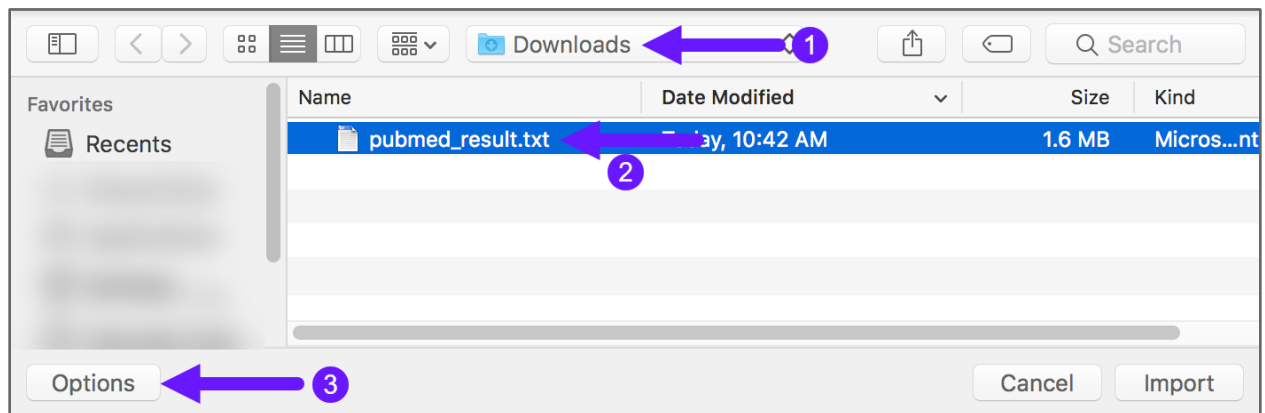 Downloads 1 Search
Favorites Name Date Modified Size Kind
Recents pubmed_result.txt 10:42 AM 1.6 MB Micros...nt
2
Options 3 Cancel Import